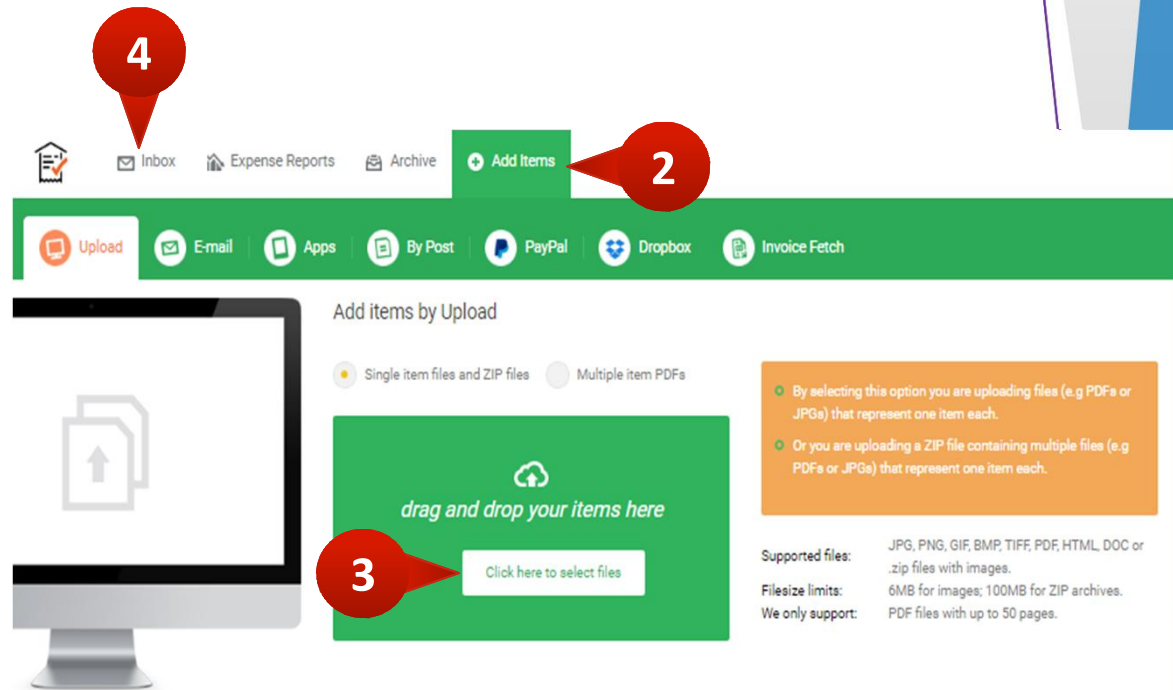 4
Inbox
Expense Reports
Archive
Add Items
2
Upload
E-mail
Apps
By Post
PayPal
Dropbox
Invoice Fetch
Add items by Upload
Single item files and ZIP files
Multiple item PDFs
By selecting this option you are uploading files (e.g PDFs or
JPGs) that represent one item each.
Or you are uploading a ZIP file containing multiple files (e.g
PDFs or JPGs) that represent one item each.
drag and drop your items here
3
Click here to select files
Supported files: JPG, PNG, GIF, BMP, TIFF, PDF, HTML, DOC or
.zip files with images.
Filesize limits: 6MB for images; 100MB for ZIP archives.
We only support: PDF files with up to 50 pages.